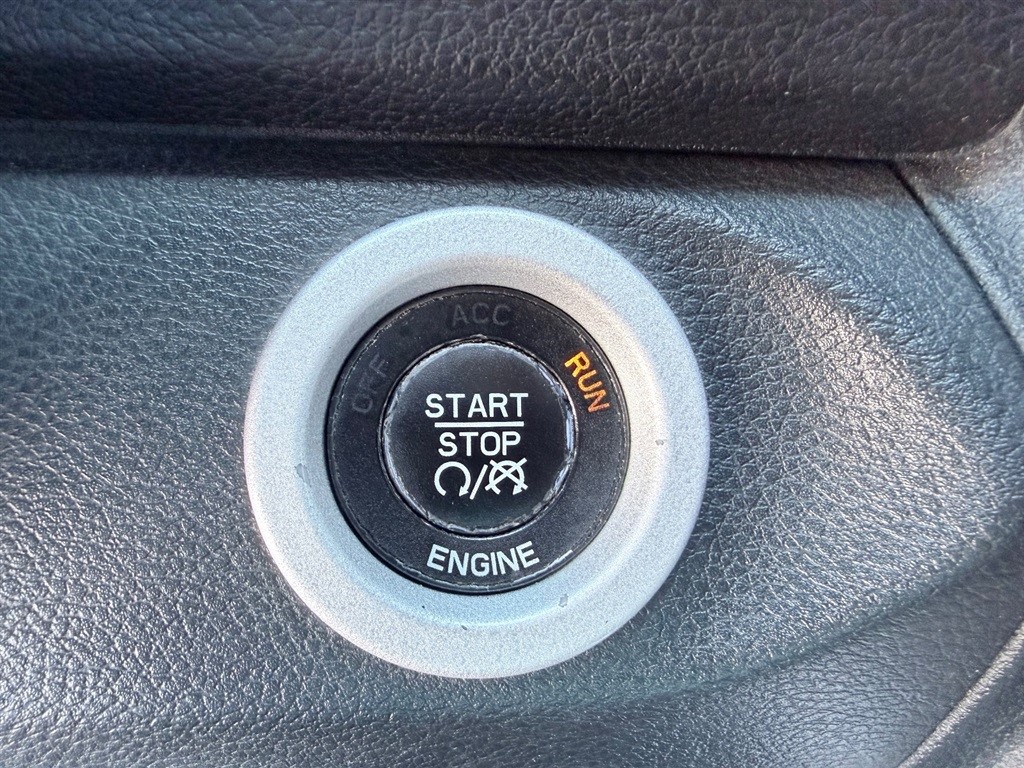 ACC
OFF
RUN
START
STOP
ENGINE